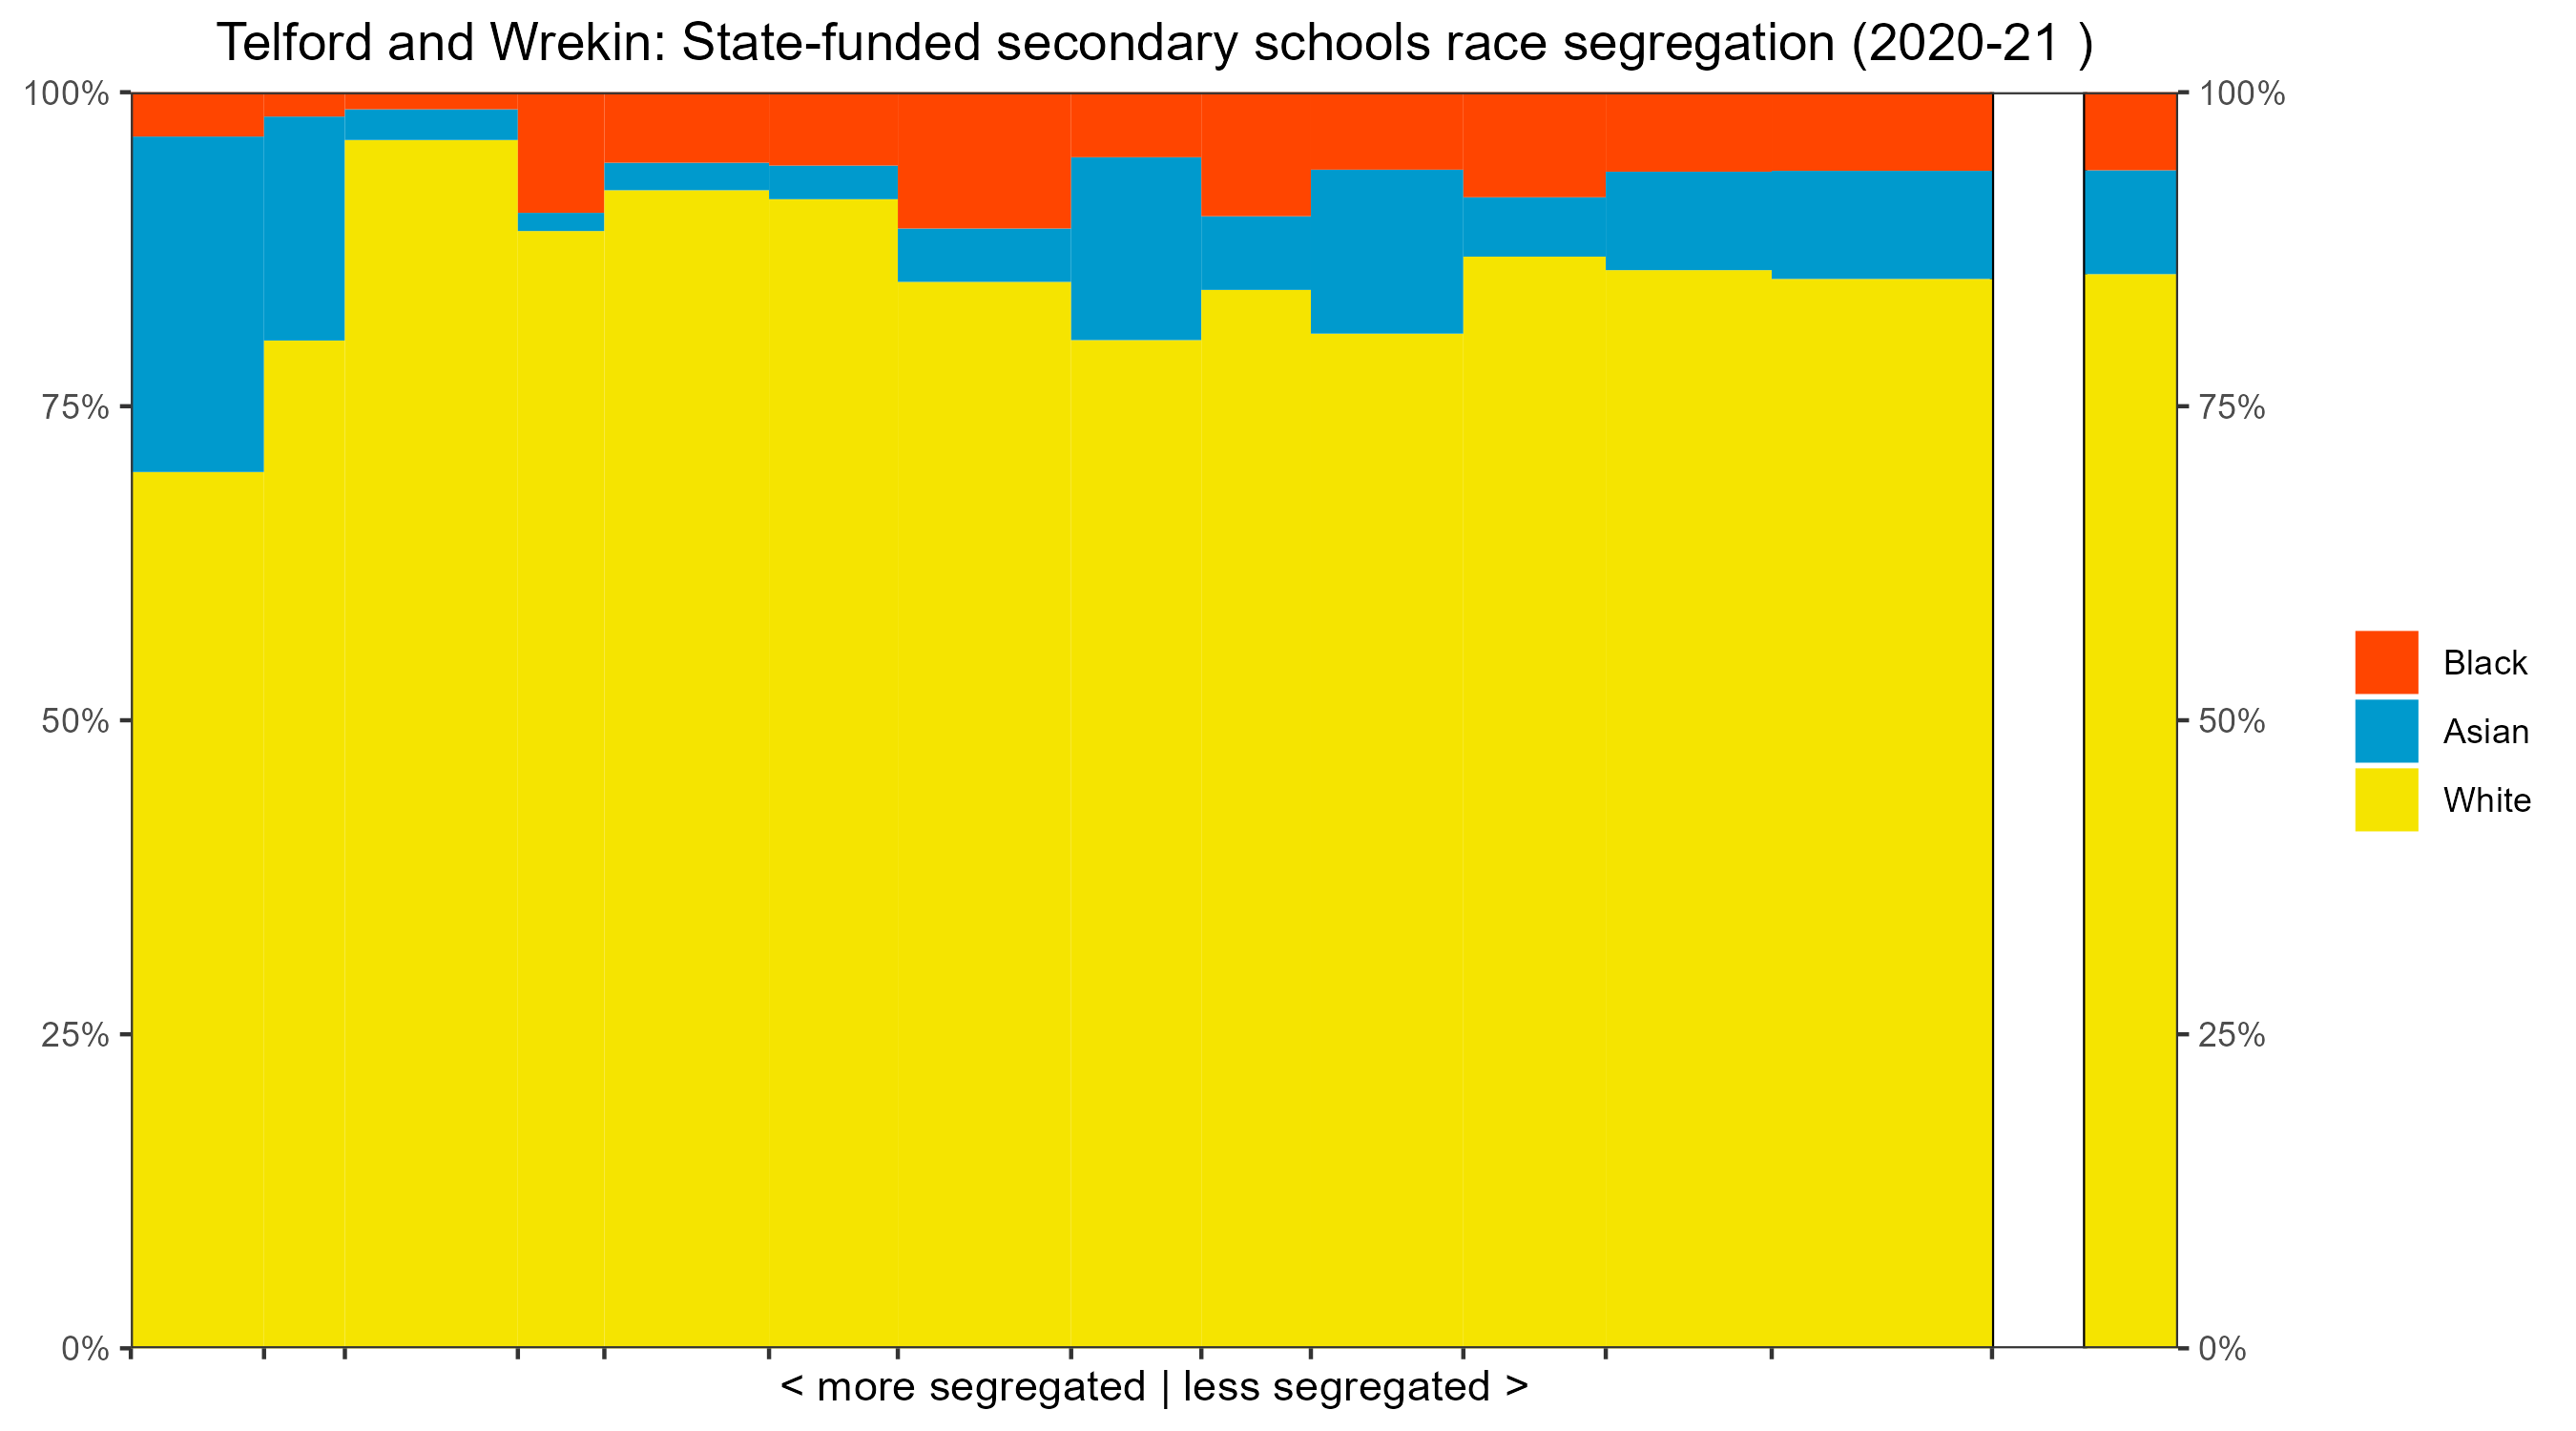 Telford and Wrekin: State-funded secondary schools race segregation (2020-21 )
100%
75%
50%
25%
0%
100%
75%
50%
25%
0%
Black
Asian
White
< more segregated | less segregated >